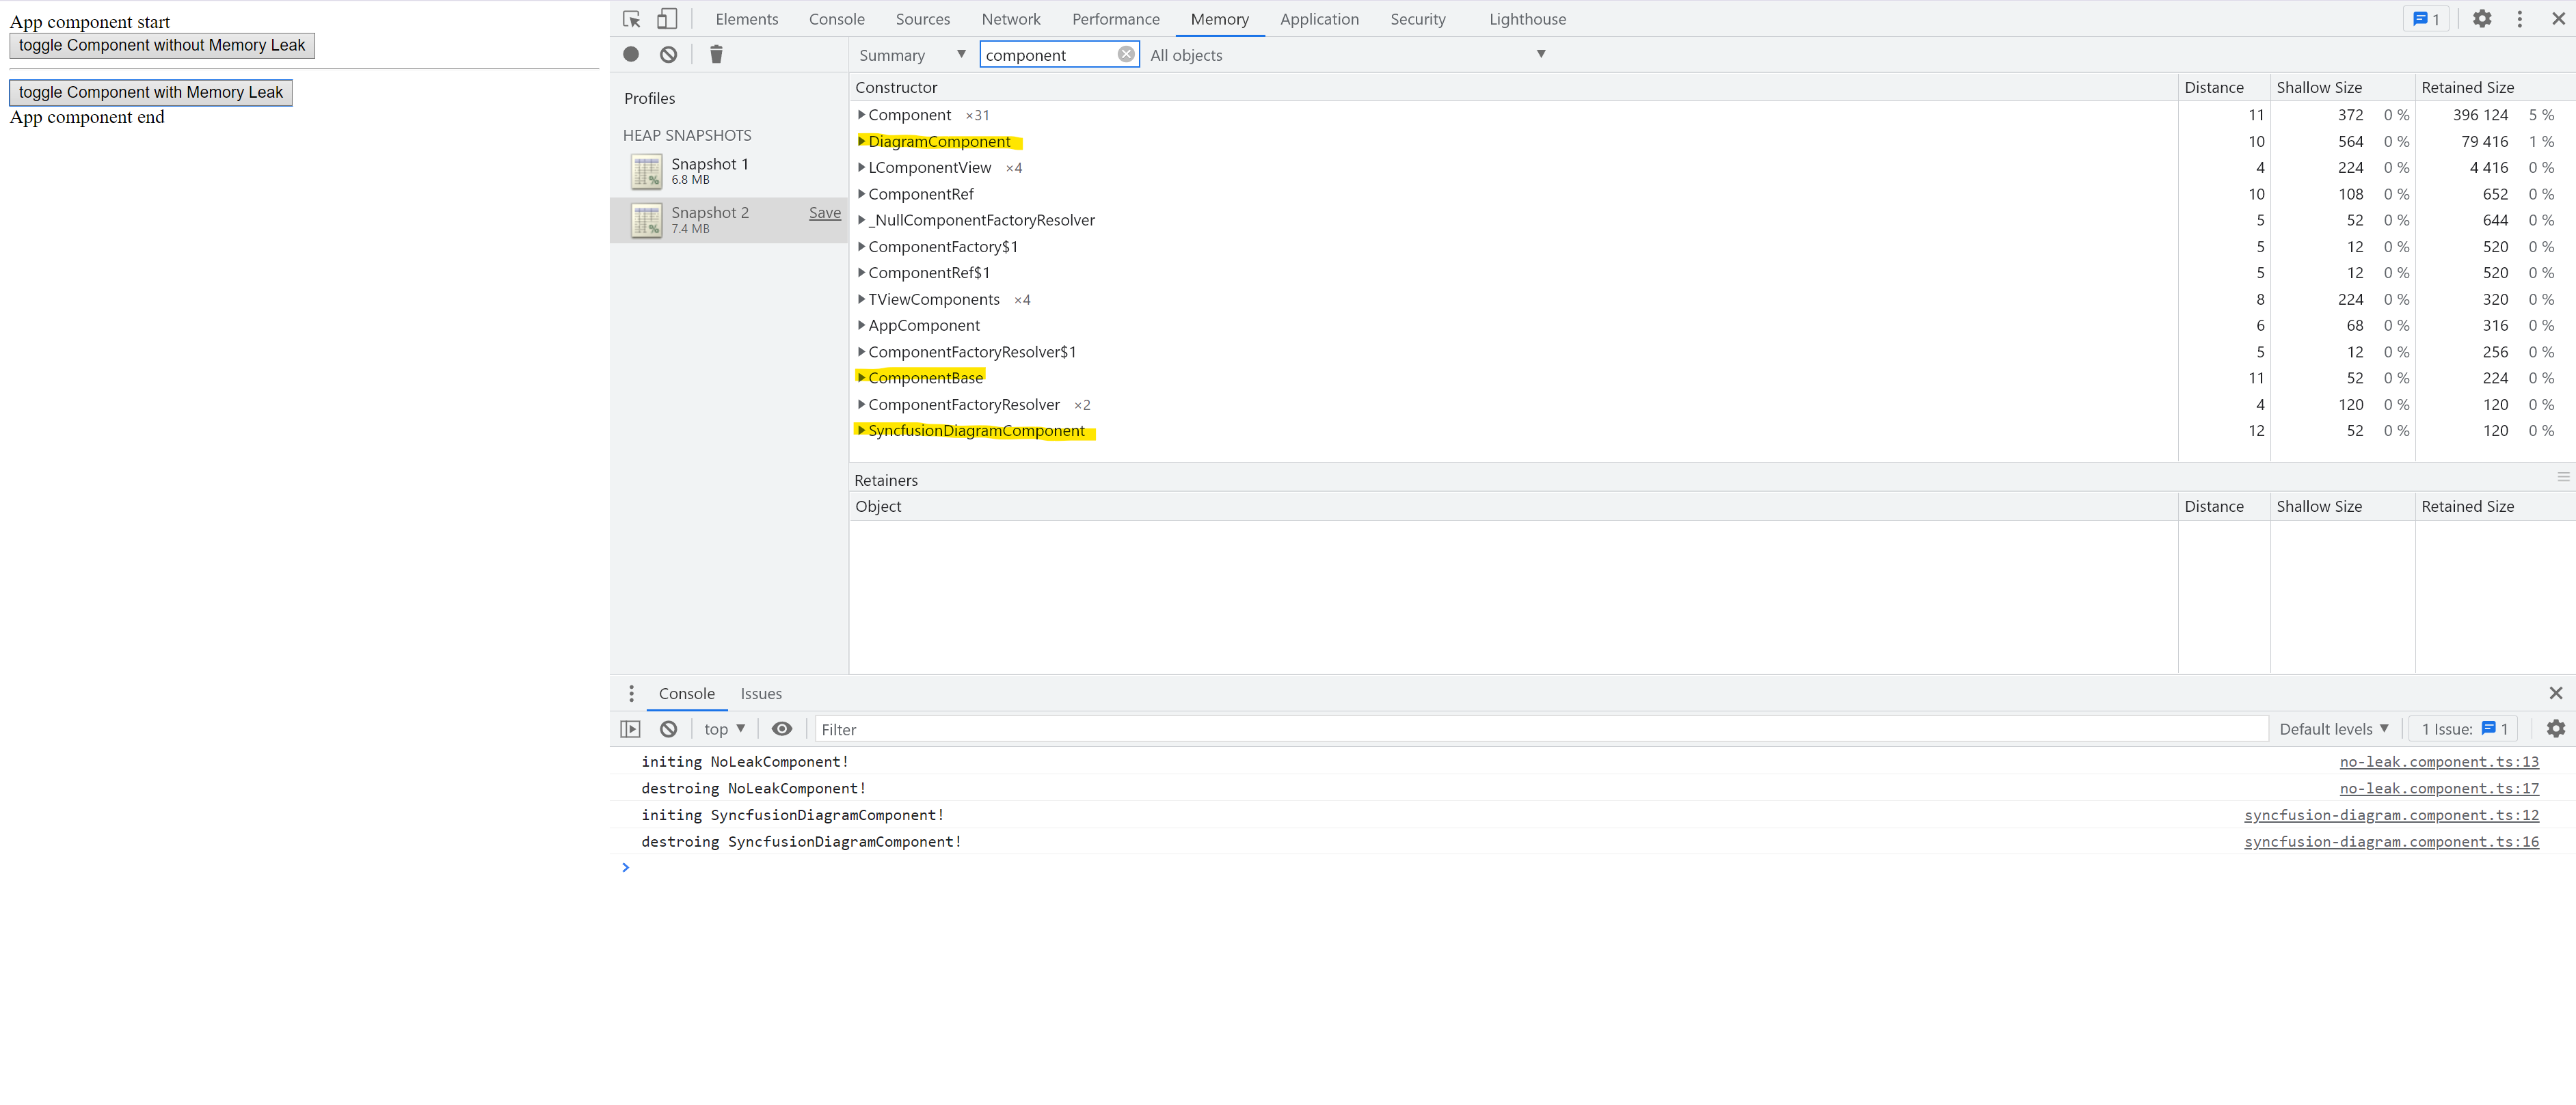 App component start
toggle Component without Memory Leak
toggle Component with Memory Leak
App component end
Elements Console Sources Network Performance Memory Application Security Lighthouse 1
Summary component All objects
Profiles
HEAP SNAPSHOTS
Snapshot 1
6.8 MB
Snapshot 2 Save
7.4 MB
Constructor Distance Shallow Size Retained Size
Component ×31 11 372 0 % 396 124 5 %
DiagramComponent 10 564 0 % 79 416 1 %
LComponentView ×4 4 224 0 % 4 416 0 %
ComponentRef 10 108 0 % 652 0 %
_NullComponentFactoryResolver 5 52 0 % 644 0 %
ComponentFactory$1 5 12 0 % 520 0 %
ComponentRef$1 5 12 0 % 520 0 %
TViewComponents ×4 8 224 0 % 320 0 %
AppComponent 6 68 0 % 316 0 %
ComponentFactoryResolver$1 5 12 0 % 256 0 %
ComponentBase 11 52 0 % 224 0 %
ComponentFactoryResolver ×2 4 120 0 % 120 0 %
SyncfusionDiagramComponent 12 52 0 % 120 0 %
Retainers
Object Distance Shallow Size Retained Size
Console Issues
top Filter Default levels 1 Issue: 1
initing NoLeakComponent! no-leak.component.ts:13
destroing NoLeakComponent! no-leak.component.ts:17
initing SyncfusionDiagramComponent! syncfusion-diagram.component.ts:12
destroing SyncfusionDiagramComponent! syncfusion-diagram.component.ts:16